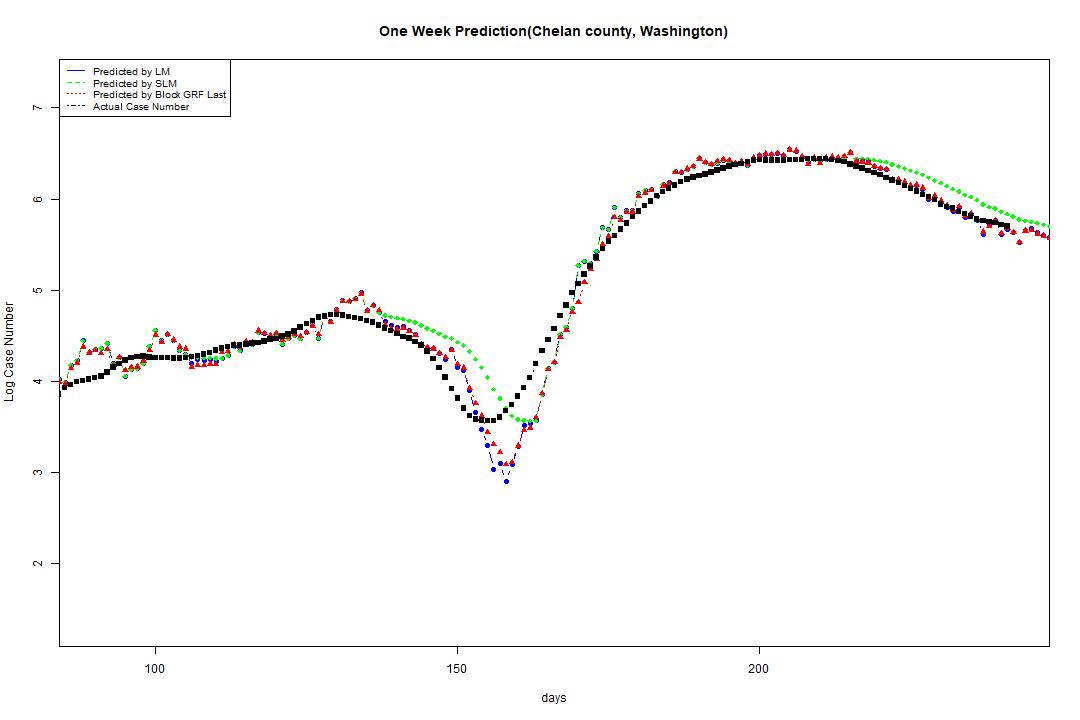 One Week Prediction(Chelan county, Washington)
Predicted by LM
Predicted by SLM
Predicted by Block GRF Last
Actual Case Number
7
6
5
4
3
2
Log Case Number
100 150 200
days